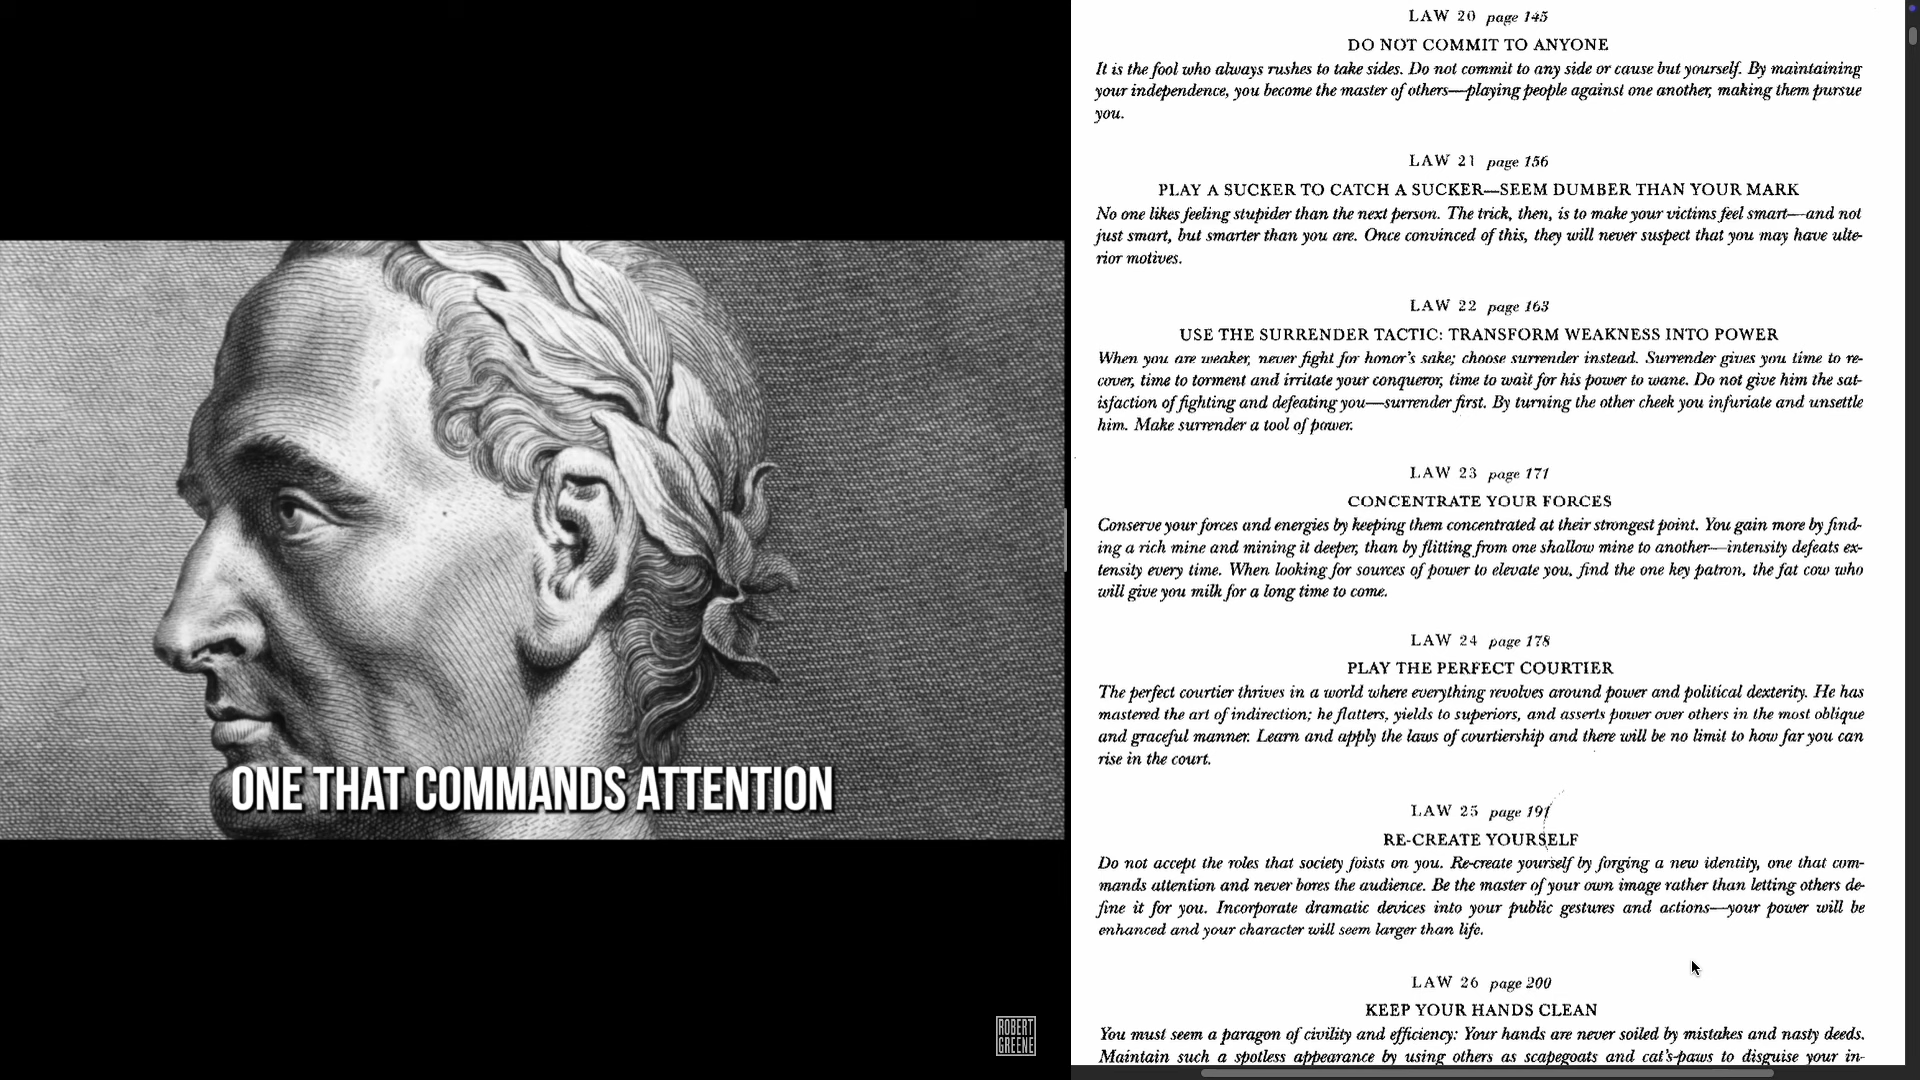 ONE THAT COMMANDS ATTENTION
ROBERT
GREENE
LAW 20 page 145
DO NOT COMMIT TO ANYONE
It is the fool who always rushes to take sides. Do not commit to any side or cause but yourself. By maintaining
your independence, you become the master of others—playing people against one another, making them pursue
you.
LAW 21 page 156
PLAY A SUCKER TO CATCH A SUCKER—SEEM DUMBER THAN YOUR MARK
No one likes feeling stupider than the next person. The trick, then, is to make your victims feel smart—and not
just smart, but smarter than you are. Once convinced of this, they will never suspect that you may have ulte-
rior motives.
LAW 22 page 163
USE THE SURRENDER TACTIC: TRANSFORM WEAKNESS INTO POWER
When you are weaker, never fight for honor's sake; choose surrender instead. Surrender gives you time to re-
cover, time to torment and irritate your conqueror, time to wait for his power to wane. Do not give him the sat-
isfaction of fighting and defeating you—surrender first. By turning the other cheek you infuriate and unsettle
him. Make surrender a tool of power.
LAW 23 page 171
CONCENTRATE YOUR FORCES
Conserve your forces and energies by keeping them concentrated at their strongest point. You gain more by find-
ing a rich mine and mining it deeper, than by flitting from one shallow mine to another—intensity defeats ex-
tensity every time. When looking for sources of power to elevate you, find the one key patron, the fat cow who
will give you milk for a long time to come.
LAW 24 page 178
PLAY THE PERFECT COURTIER
The perfect courtier thrives in a world where everything revolves around power and political dexterity. He has
mastered the art of indirection; he flatters, yields to superiors, and asserts power over others in the most oblique
and graceful manner. Learn and apply the laws of courtiership and there will be no limit to how far you can
rise in the court.
LAW 25 page 191
RE-CREATE YOURSELF
Do not accept the roles that society foists on you. Re-create yourself by forging a new identity, one that com-
mands attention and never bores the audience. Be the master of your own image rather than letting others de-
fine it for you. Incorporate dramatic devices into your public gestures and actions—your power will be
enhanced and your character will seem larger than life.
LAW 26 page 200
KEEP YOUR HANDS CLEAN
You must seem a paragon of civility and efficiency: Your hands are never soiled by mistakes and nasty deeds.
Maintain such a spotless appearance by using others as scapegoats and cat's-paws to disguise your in-